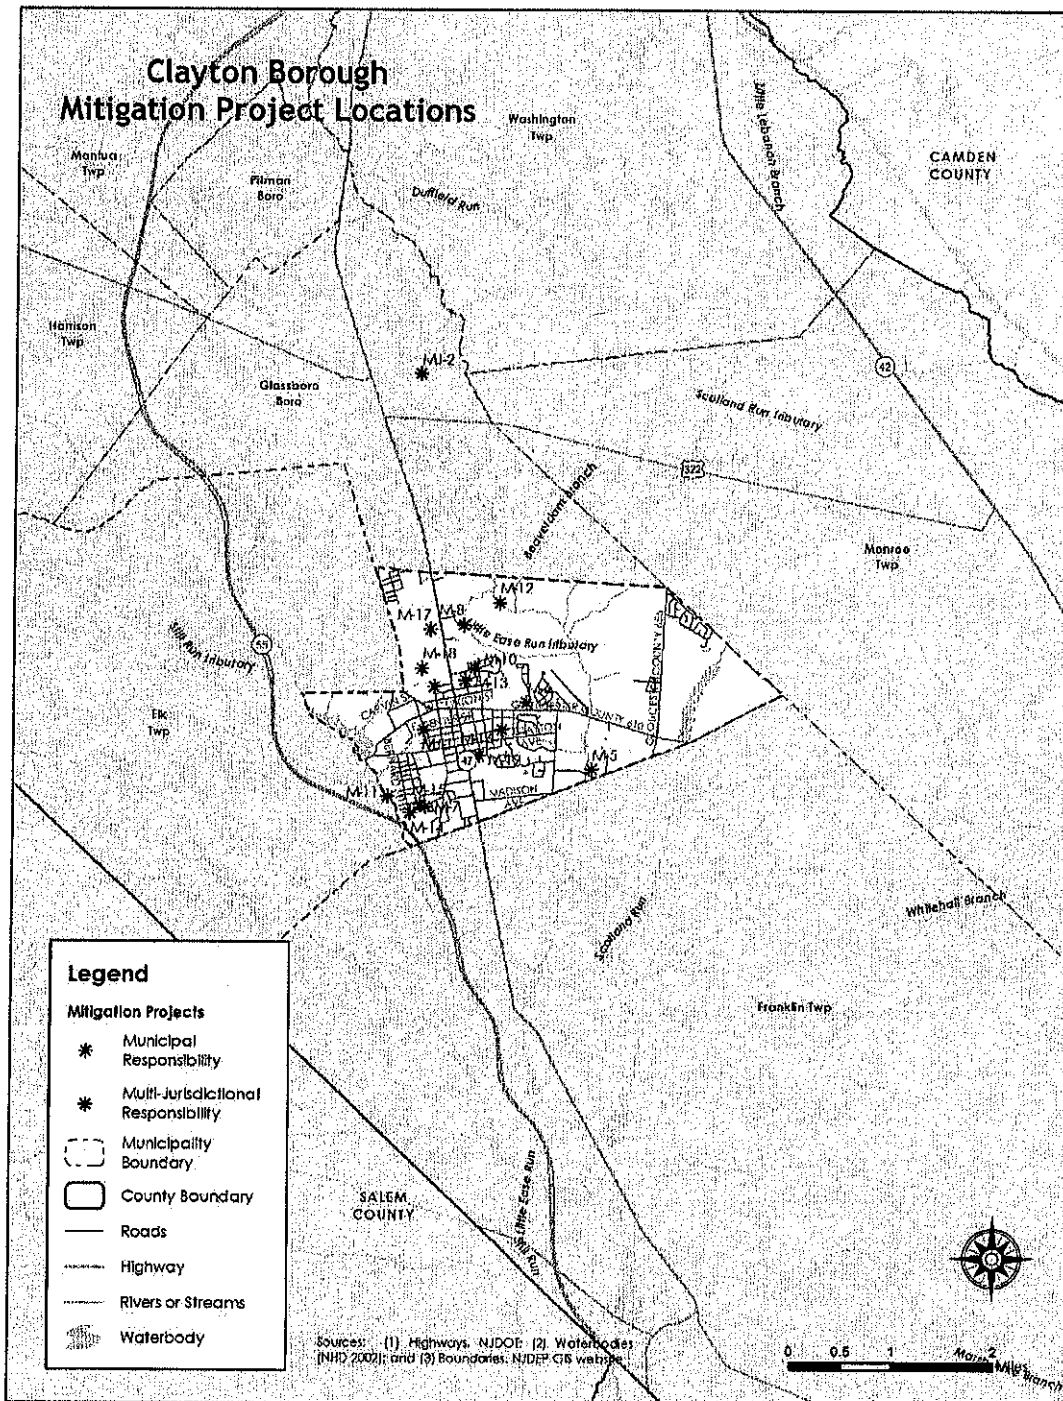 Clayton Borough
Mitigation Project Locations
Washington
Twp
Mantua
Twp
Pitman
Boro
Duffield Run
Little Lebanon Branch
CAMDEN
COUNTY
Harrison
Twp
Glassboro
Boro
MJ-2
42
Scotland Run Tributary
322
Beaverdam Branch
Monroe
Twp
M-12
M-17
M-8
Little Ease Run Tributary
Still Run Tributary
55
M-18
M-10
M-13
Elk
Twp
47
M-19
M-5
M-11
MADISON
AVE
M-7
M-14
Scotland Run
Whitehall Branch
Franklin Twp
Legend
Mitigation Projects
Municipal
Responsibility
Multi-Jurisdictional
Responsibility
Municipality
Boundary
County Boundary
Roads
Highway
Rivers or Streams
Waterbody
SALEM
COUNTY
Little Ease Run
Still Run
Sources: (1) Highways, NJDOT; (2) Waterbodies
(NHD 2002); and (3) Boundaries, NJDEP GIS website
0 0.5 1 2
Miles
Branch